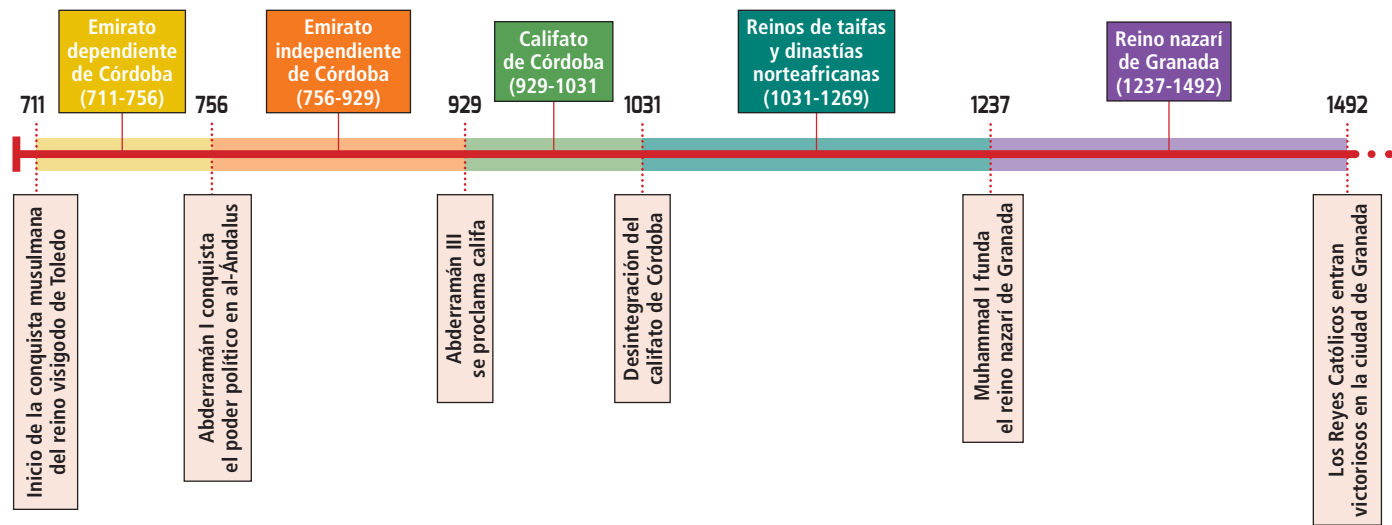 Emirato
dependiente
de Córdoba
(711-756)
Emirato
independiente
de Córdoba
(756-929)
Califato
de Córdoba
(929-1031
Reinos de taifas
y dinastías
norteafricanas
(1031-1269)
Reino nazarí
de Granada
(1237-1492)
711
756
929
1031
1237
1492
Inicio de la conquista musulmana
del reino visigodo de Toledo
Abderramán I conquista
el poder político en al-Ándalus
Abderramán III
se proclama califa
Desintegración del
califato de Córdoba
Muhammad I funda
el reino nazarí de Granada
Los Reyes Católicos entran
victoriosos en la ciudad de Granada